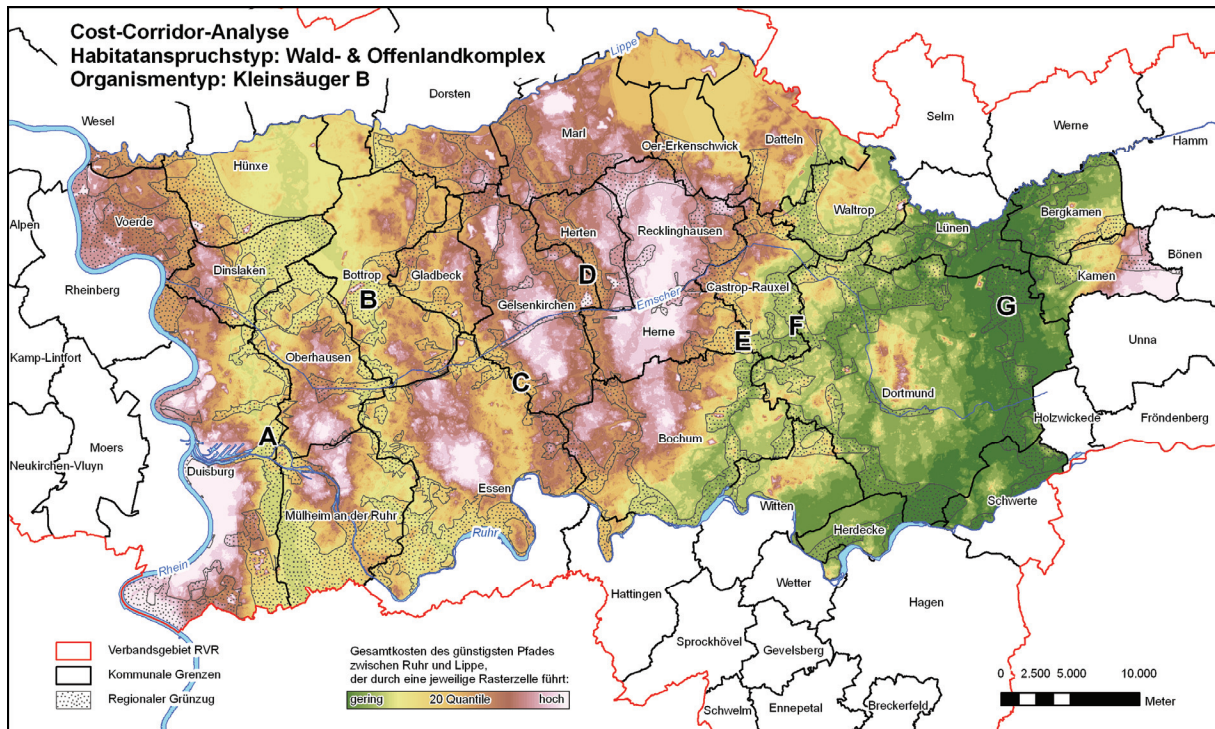 Cost-Corridor-Analyse
Habitatanspruchstyp: Wald- & Offenlandkomplex
Organismentyp: Kleinsäuger B
Lippe
Dorsten
Wesel
Selm
Werne
Hamm
Marl
Oer-Erkenschwick
Datteln
Hünxe
Voerde
Waltrop
Bergkamen
Lünen
Alpen
Herten
Recklinghausen
Bönen
Dinslaken
Bottrop
Gladbeck
D
Kamen
Rheinberg
B
Gelsenkirchen
Emscher
Castrop-Rauxel
G
F
Herne
E
Unna
Kamp-Lintfort
Oberhausen
C
Dortmund
Holzwickede
Fröndenberg
Moers
A
Bochum
Neukirchen-Vluyn
Duisburg
Essen
Schwerte
Mülheim an der Ruhr
Witten
Ruhr
Herdecke
Rhein
Wetter
Hattingen
Hagen
Sprockhövel
Gevelsberg
Schwelm
Ennepetal
Breckerfeld
Verbandsgebiet RVR
Kommunale Grenzen
Regionaler Grünzug
Gesamtkosten des günstigsten Pfades
zwischen Ruhr und Lippe,
der durch eine jeweilige Rasterzelle führt:
gering 20 Quantile hoch
0 2.500 5.000 10.000
Meter